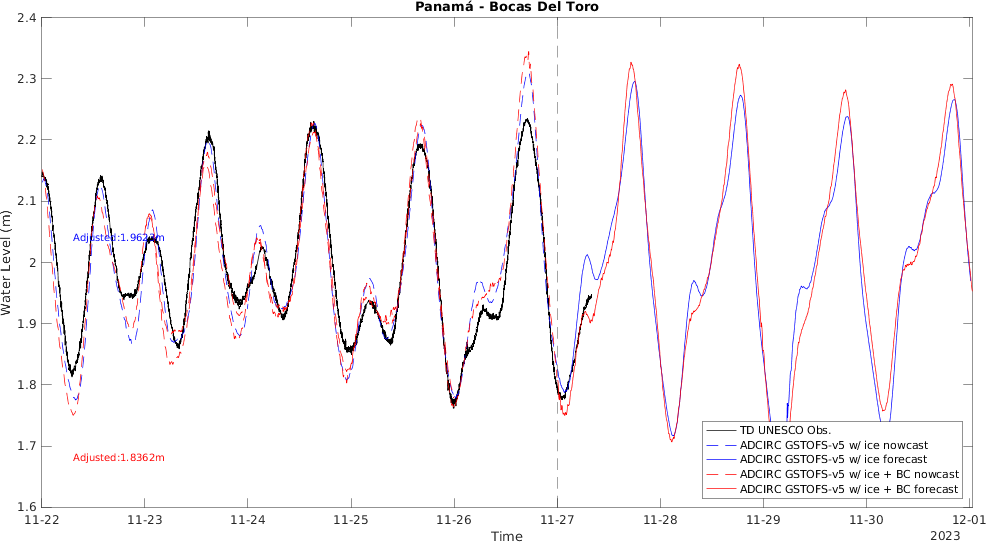 Panamá - Bocas Del Toro
Water Level (m)
2.4
2.3
2.2
2.1
2
1.9
1.8
1.7
1.6
Adjusted:1.8362m
TD UNESCO Obs.
ADCIRC GSTOFS-v5 w/ ice nowcast
ADCIRC GSTOFS-v5 w/ ice forecast
ADCIRC GSTOFS-v5 w/ ice + BC nowcast
ADCIRC GSTOFS-v5 w/ ice + BC forecast
11-22 11-23 11-24 11-25 11-26 11-27 11-28 11-29 11-30 12-01
Time
2023